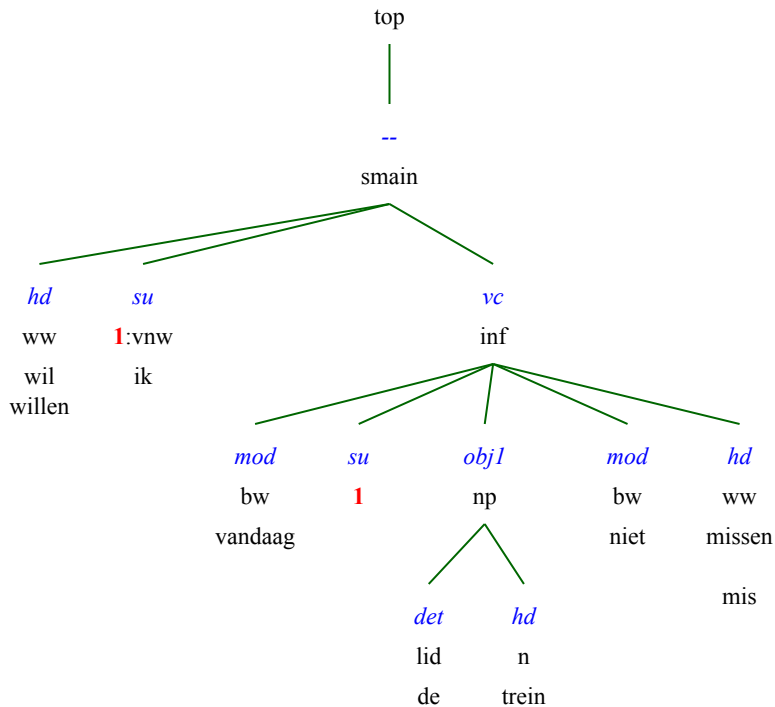 top
--
smain
hd su vc
ww 1:vnw inf
wil ik
willen
mod su obj1 mod hd
bw 1 np bw ww
vandaag niet missen
mis
det hd
lid n
de trein